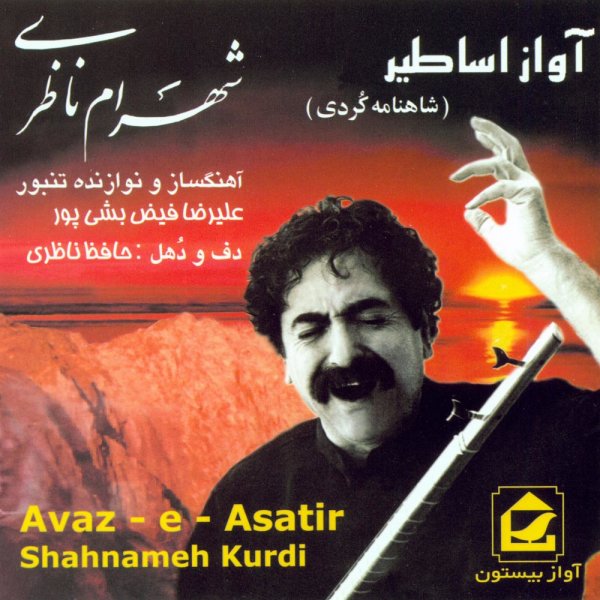 آواز اساطیر
(شاهنامه کُردی)
شهرام ناظری
آهنگساز و نوازنده تنبور
علیرضا فیض بشی پور
دف و دُهل : حافظ ناظری
Avaz - e - Asatir
Shahnameh Kurdi
آواز بیستون